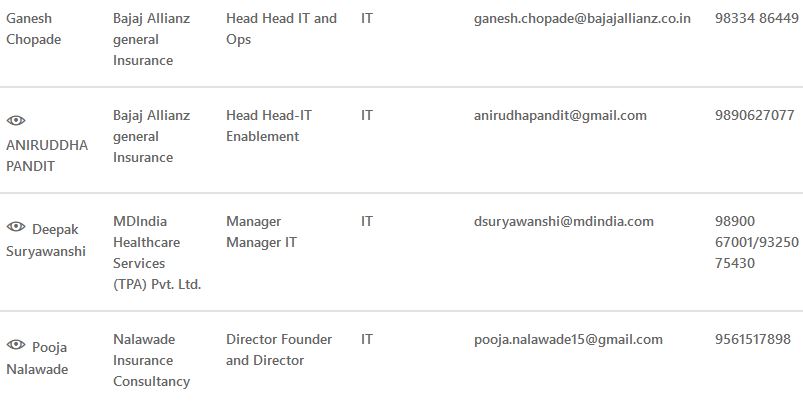 Ganesh Chopade
Bajaj Allianz general Insurance
Head Head IT and Ops
IT
ganesh.chopade@bajajallianz.co.in
98334 86449
ANIRUDDHA PANDIT
Bajaj Allianz general Insurance
Head Head-IT Enablement
IT
anirudhapandit@gmail.com
9890627077
Deepak Suryawanshi
MDIndia Healthcare Services (TPA) Pvt. Ltd.
Manager Manager IT
IT
dsuryawanshi@mdindia.com
98900 67001/93250 75430
Pooja Nalawade
Nalawade Insurance Consultancy
Director Founder and Director
IT
pooja.nalawade15@gmail.com
9561517898